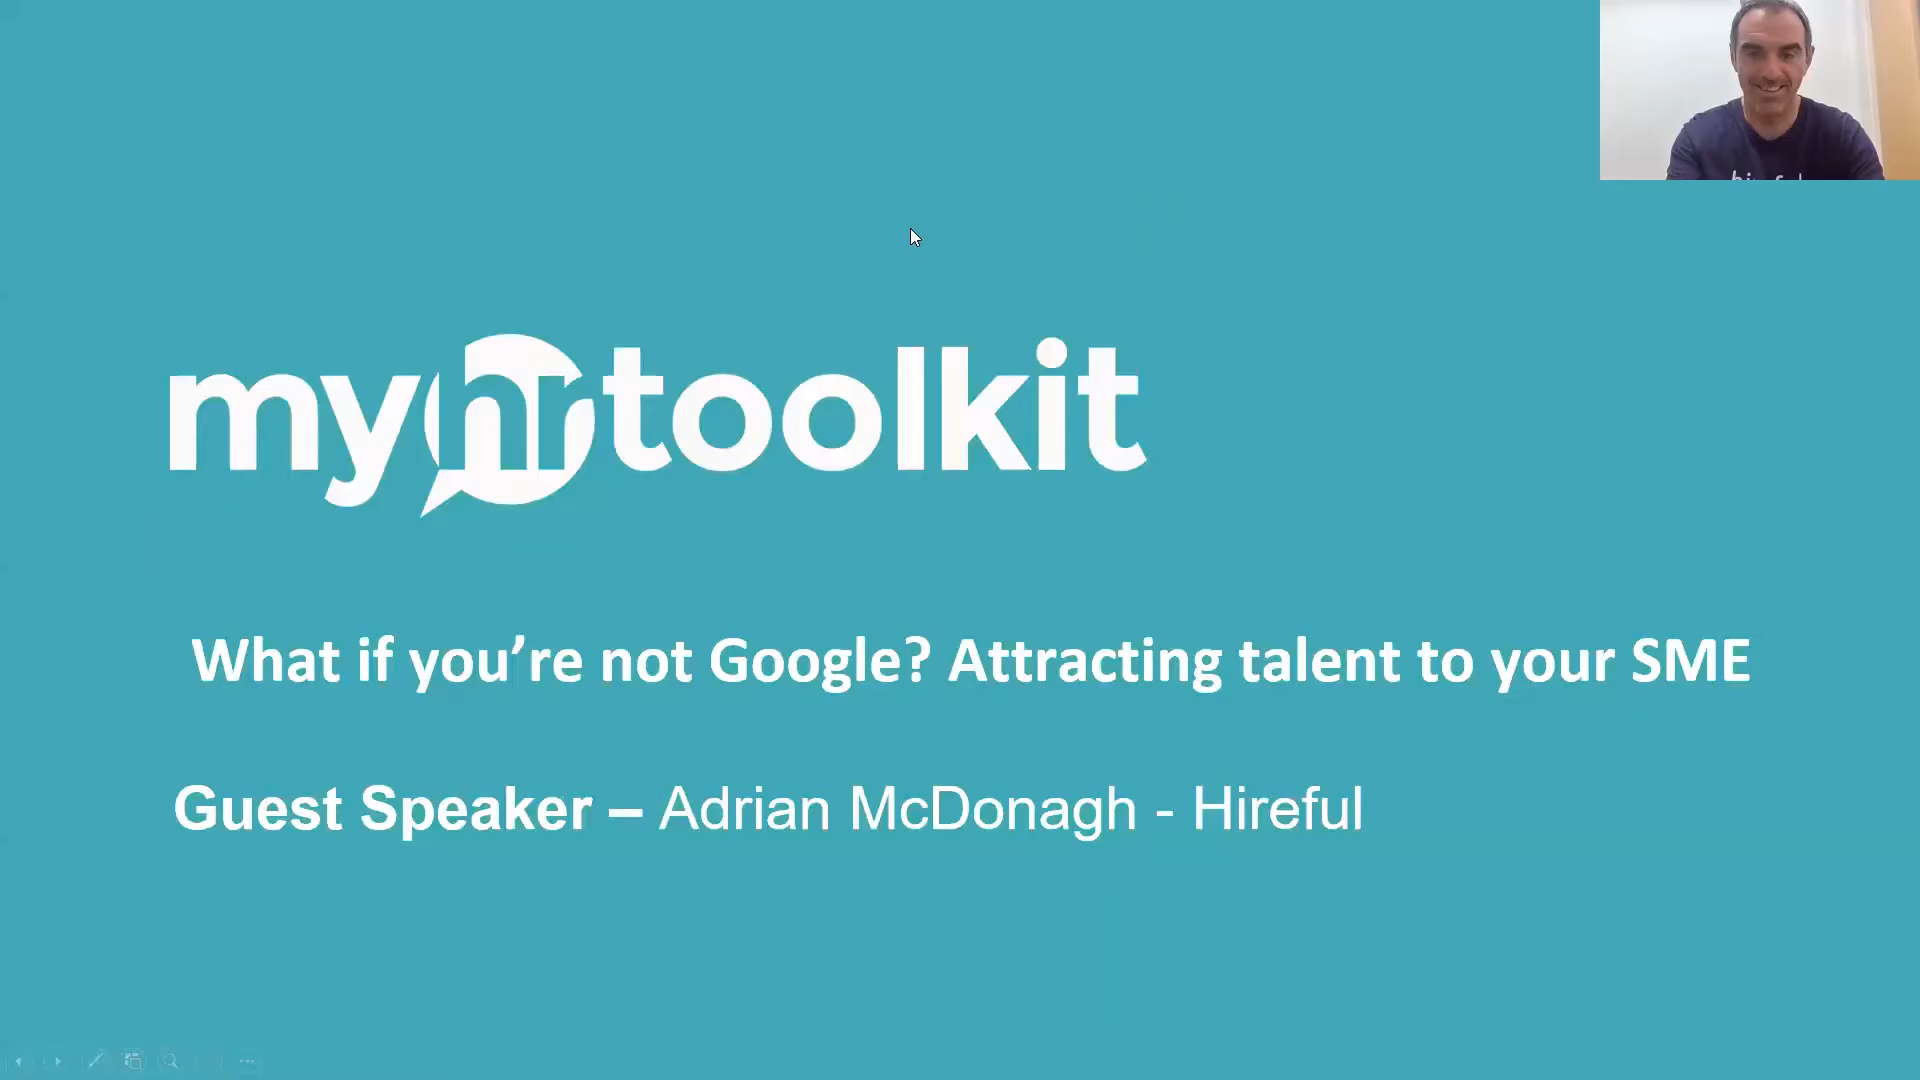 myhrtoolkit
What if you’re not Google? Attracting talent to your SME
Guest Speaker – Adrian McDonagh - Hireful